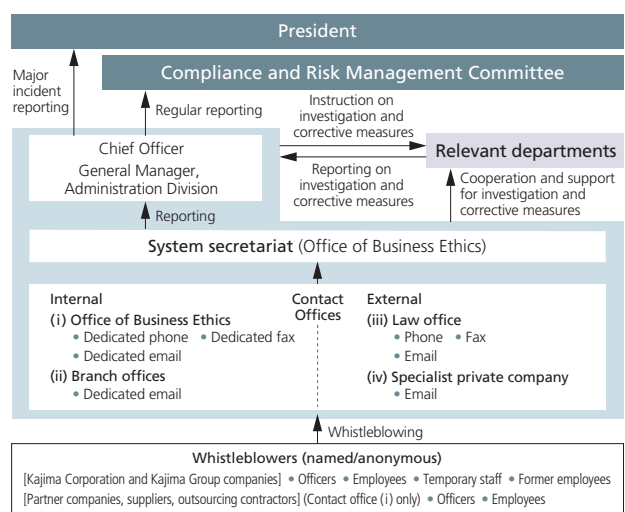 President
Compliance and Risk Management Committee
Major
incident
reporting
Regular reporting
Instruction on
investigation and
corrective measures
Chief Officer
General Manager,
Administration Division
Relevant departments
Reporting on
investigation and
corrective measures
Cooperation and support
for investigation and
corrective measures
Reporting
System secretariat (Office of Business Ethics)
Internal
(i) Office of Business Ethics
• Dedicated phone • Dedicated fax
• Dedicated email
(ii) Branch offices
• Dedicated email
Contact
Offices
External
(iii) Law office
• Phone • Fax
• Email
(iv) Specialist private company
• Email
Whistleblowing
Whistleblowers (named/anonymous)
[Kajima Corporation and Kajima Group companies] • Officers • Employees • Temporary staff • Former employees
[Partner companies, suppliers, outsourcing contractors] (Contact office (i) only) • Officers • Employees